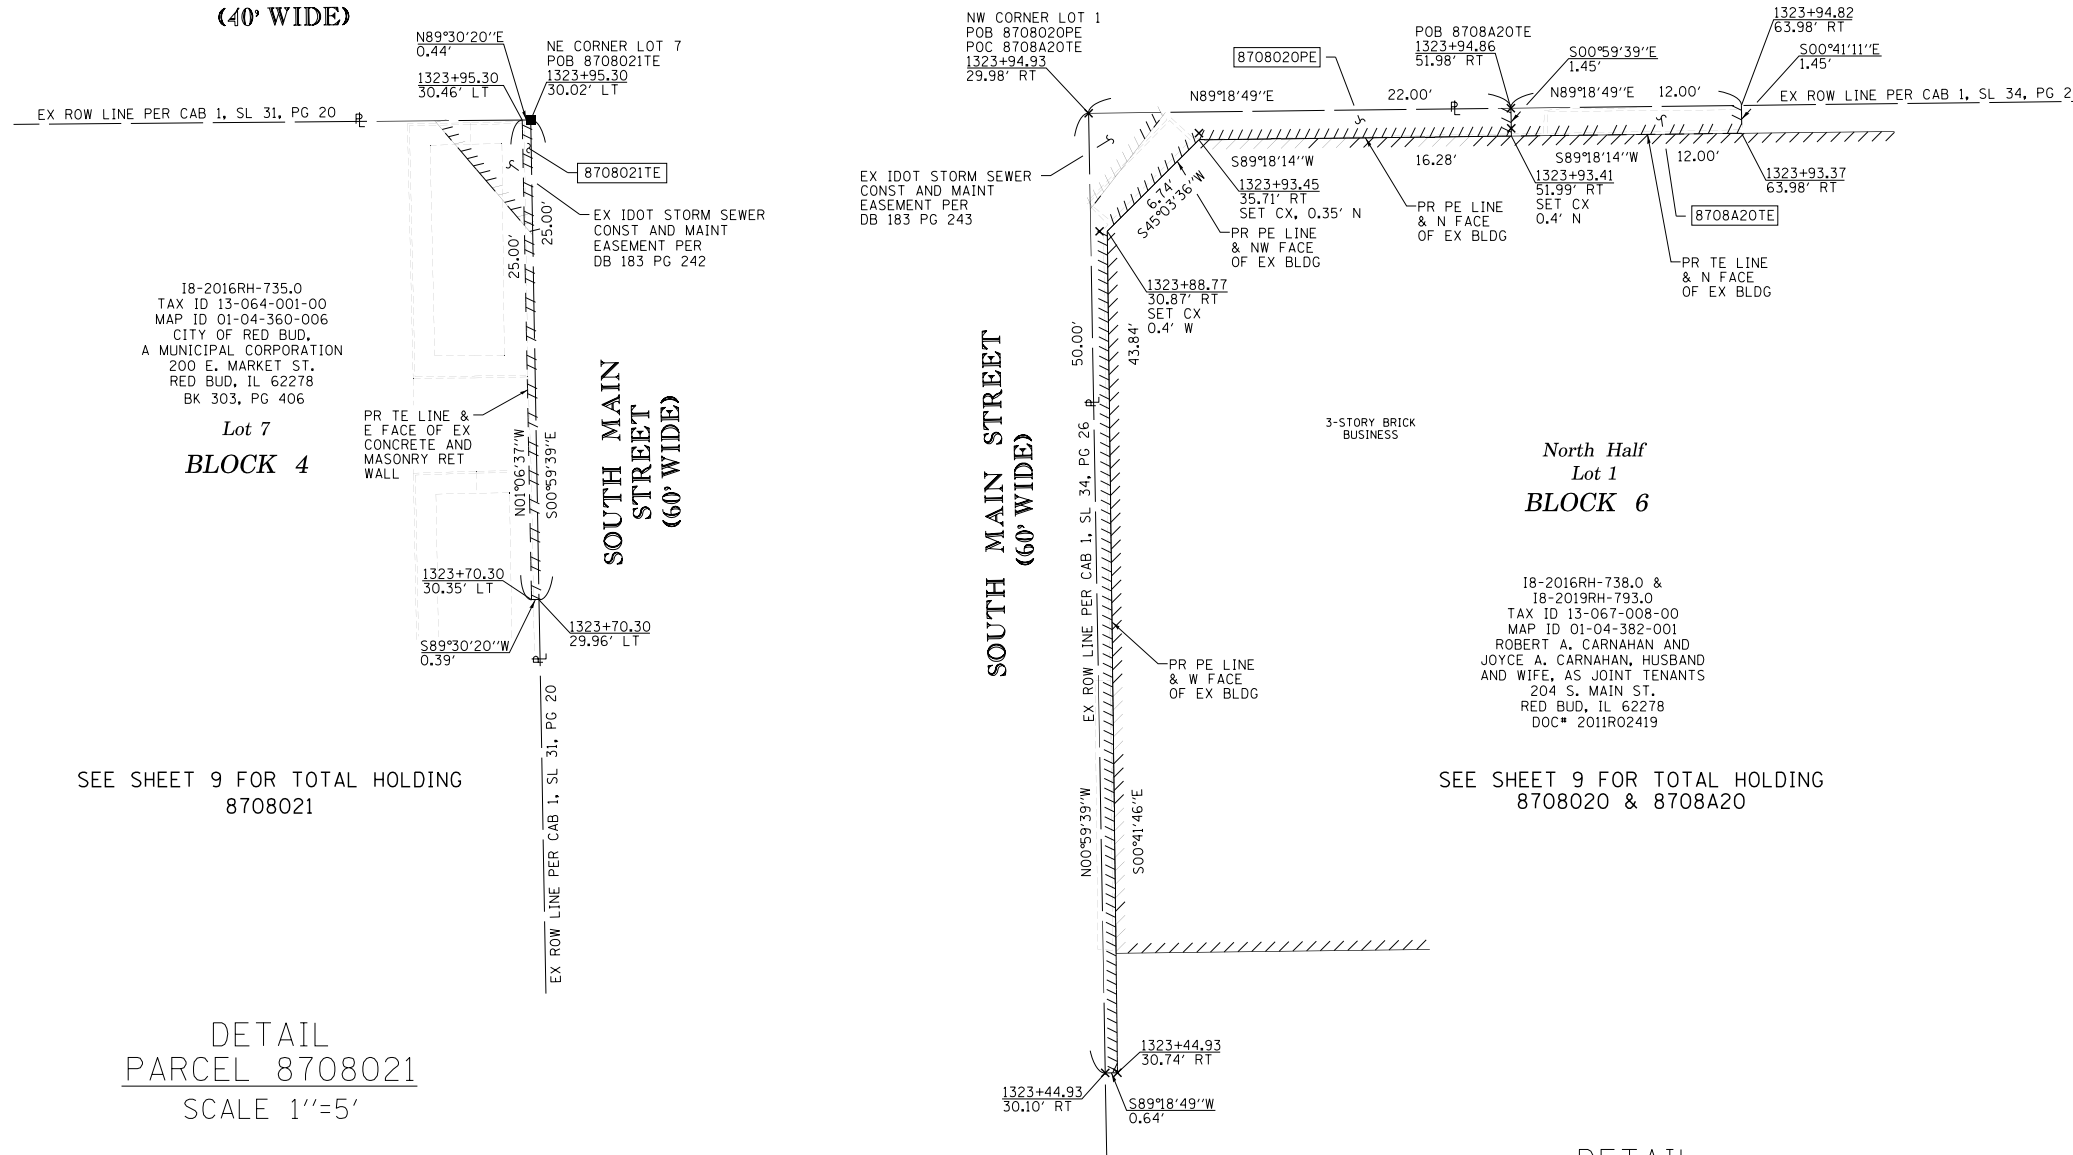 (40' WIDE)
N89°30'20"E
0.44'
NE CORNER LOT 7
POB 8708021TE
1323+95.30
30.02' LT
1323+95.30
30.46' LT
EX ROW LINE PER CAB 1, SL 31, PG 20
8708021TE
EX IDOT STORM SEWER
CONST AND MAINT
EASEMENT PER
DB 183 PG 242
25.00'
25.00'
I8-2016RH-735.0
TAX ID 13-064-001-00
MAP ID 01-04-360-006
CITY OF RED BUD,
A MUNICIPAL CORPORATION
200 E. MARKET ST.
RED BUD, IL 62278
BK 303, PG 406
Lot 7
BLOCK 4
PR TE LINE &
E FACE OF EX
CONCRETE AND
MASONRY RET
WALL
N01°06'37"W
S00°59'39"E
SOUTH MAIN
STREET
(60' WIDE)
1323+70.30
30.35' LT
1323+70.30
29.96' LT
S89°30'20"W
0.39'
EX ROW LINE PER CAB 1, SL 31, PG 20
SEE SHEET 9 FOR TOTAL HOLDING
8708021
DETAIL
PARCEL 8708021
SCALE 1"=5'
NW CORNER LOT 1
POB 8708020PE
POC 8708A20TE
1323+94.93
29.98' RT
8708020PE
N89°18'49"E 22.00'
POB 8708A20TE
1323+94.86
51.98' RT
S00°59'39"E
1.45'
N89°18'49"E 12.00'
1323+94.82
63.98' RT
S00°41'11"E
1.45'
EX ROW LINE PER CAB 1, SL 34, PG 2
EX IDOT STORM SEWER
CONST AND MAINT
EASEMENT PER
DB 183 PG 243
6.74'
S45°03'36"W
S89°18'14"W 16.28'
1323+93.45
35.71' RT
SET CX, 0.35' N
PR PE LINE
& NW FACE
OF EX BLDG
PR PE LINE
& N FACE
OF EX BLDG
S89°18'14"W 12.00'
1323+93.41
51.99' RT
SET CX
0.4' N
1323+93.37
63.98' RT
8708A20TE
PR TE LINE
& N FACE
OF EX BLDG
1323+88.77
30.87' RT
SET CX
0.4' W
SOUTH MAIN STREET
(60' WIDE)
50.00'
43.84'
EX ROW LINE PER CAB 1, SL 34, PG 26
N00°59'39"W
S00°41'46"E
3-STORY BRICK
BUSINESS
North Half
Lot 1
BLOCK 6
I8-2016RH-738.0 &
I8-2019RH-793.0
TAX ID 13-067-008-00
MAP ID 01-04-382-001
ROBERT A. CARNAHAN AND
JOYCE A. CARNAHAN, HUSBAND
AND WIFE, AS JOINT TENANTS
204 S. MAIN ST.
RED BUD, IL 62278
DOC# 2011R02419
PR PE LINE
& W FACE
OF EX BLDG
SEE SHEET 9 FOR TOTAL HOLDING
8708020 & 8708A20
1323+44.93
30.74' RT
1323+44.93
30.10' RT
S89°18'49"W
0.64'
DETAIL